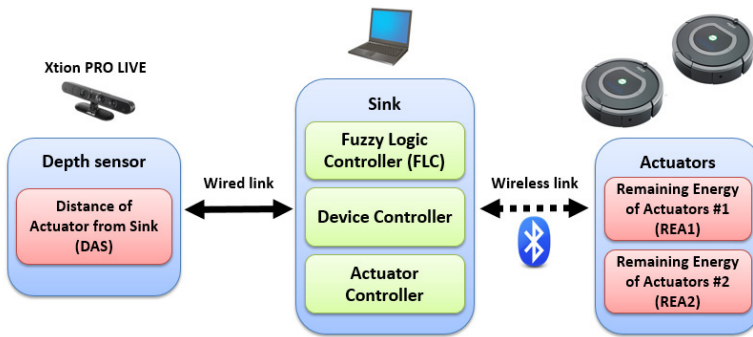 Xtion PRO LIVE
Depth sensor
Distance of
Actuator from Sink
(DAS)
Wired link
Sink
Fuzzy Logic
Controller (FLC)
Device Controller
Actuator
Controller
Wireless link
Actuators
Remaining Energy
of Actuators #1
(REA1)
Remaining Energy
of Actuators #2
(REA2)